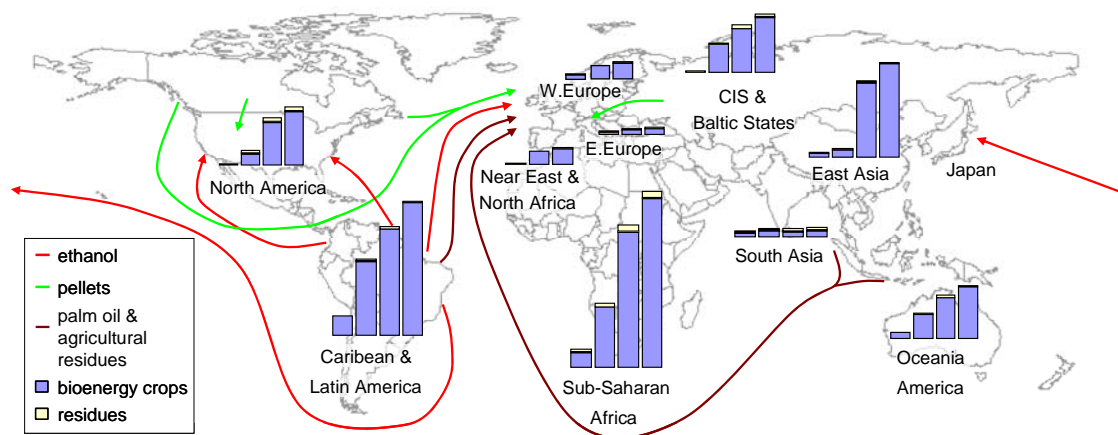 W.Europe
CIS &
Baltic States
E.Europe
North America
Near East &
North Africa
East Asia
Japan
South Asia
ethanol
pellets
palm oil &
agricultural
residues
bioenergy crops
residues
Caribean &
Latin America
Sub-Saharan
Africa
Oceania
America